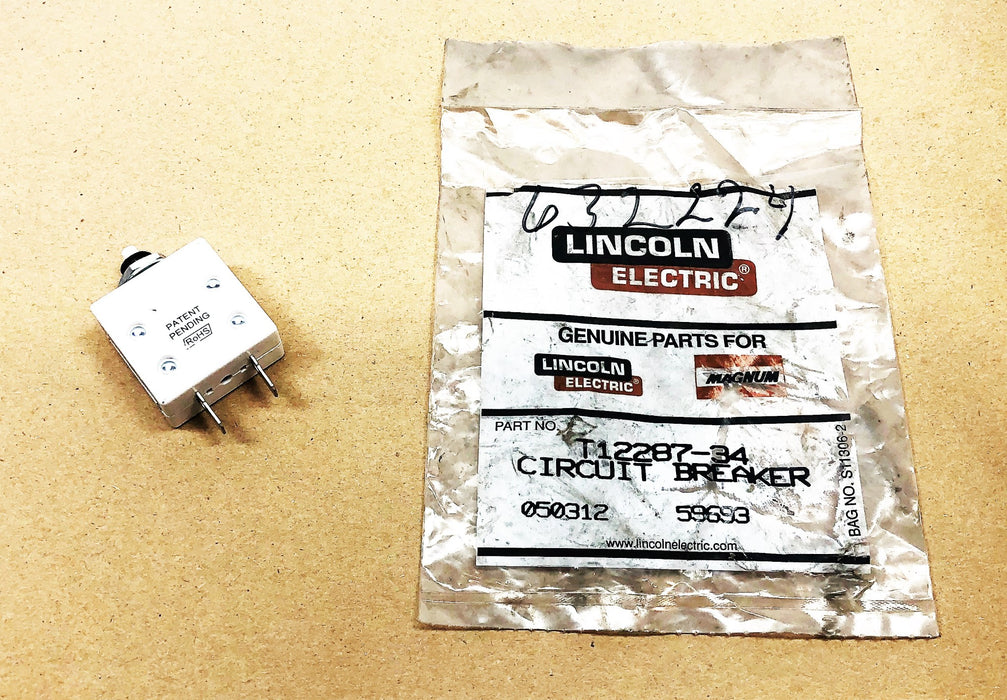 PATENT
PENDING
RoHS
632224
LINCOLN
ELECTRIC®
GENUINE PARTS FOR
LINCOLN
ELECTRIC®
MAGNUM
PART NO.
T12287-34
CIRCUIT BREAKER
050312 59693
www.lincolnelectric.com
BAG NO. S11306-2